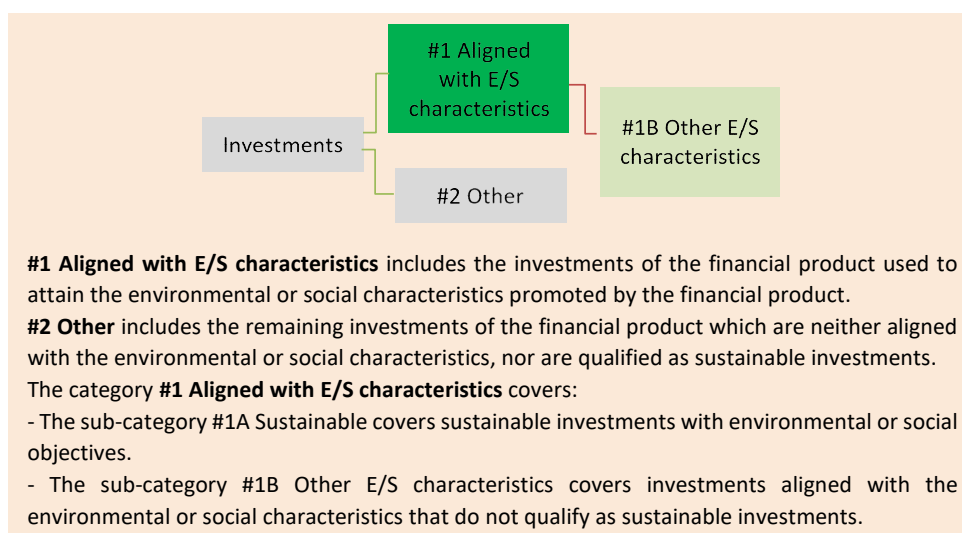 #1 Aligned
with E/S
characteristics
#1B Other E/S
characteristics
Investments
#2 Other
#1 Aligned with E/S characteristics includes the investments of the financial product used to
attain the environmental or social characteristics promoted by the financial product.
#2 Other includes the remaining investments of the financial product which are neither aligned
with the environmental or social characteristics, nor are qualified as sustainable investments.
The category #1 Aligned with E/S characteristics covers:
- The sub-category #1A Sustainable covers sustainable investments with environmental or social
objectives.
- The sub-category #1B Other E/S characteristics covers investments aligned with the
environmental or social characteristics that do not qualify as sustainable investments.